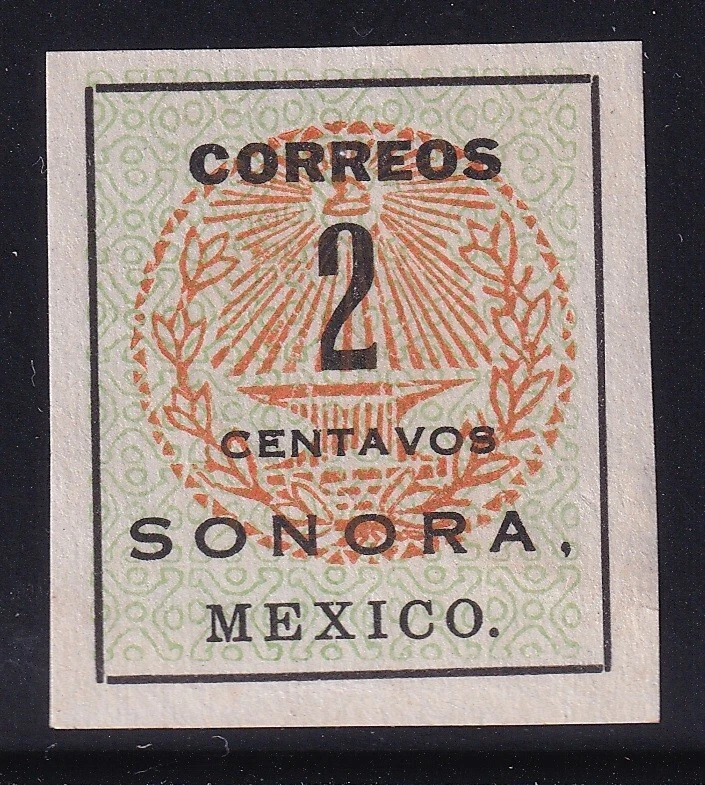 CORREOS
2
CENTAVOS
SONORA,
MEXICO.